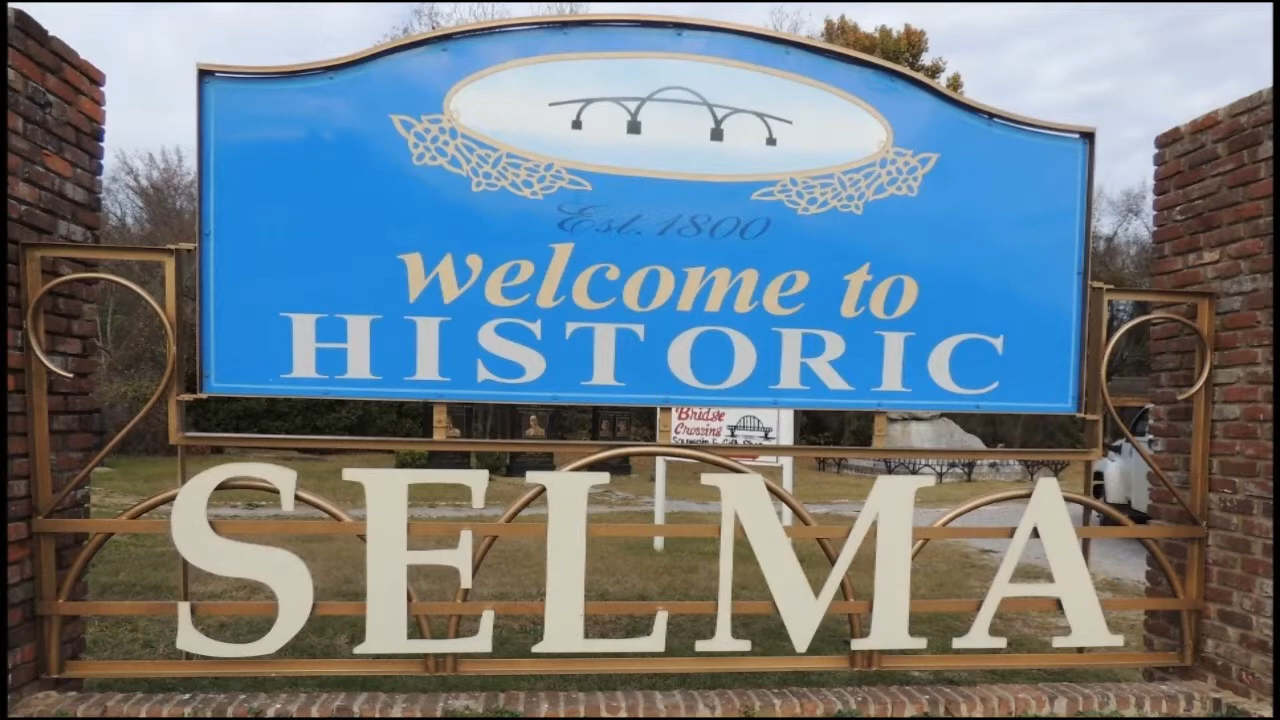 Est. 1800
welcome to
HISTORIC
Bridge
Crossing
SELMA